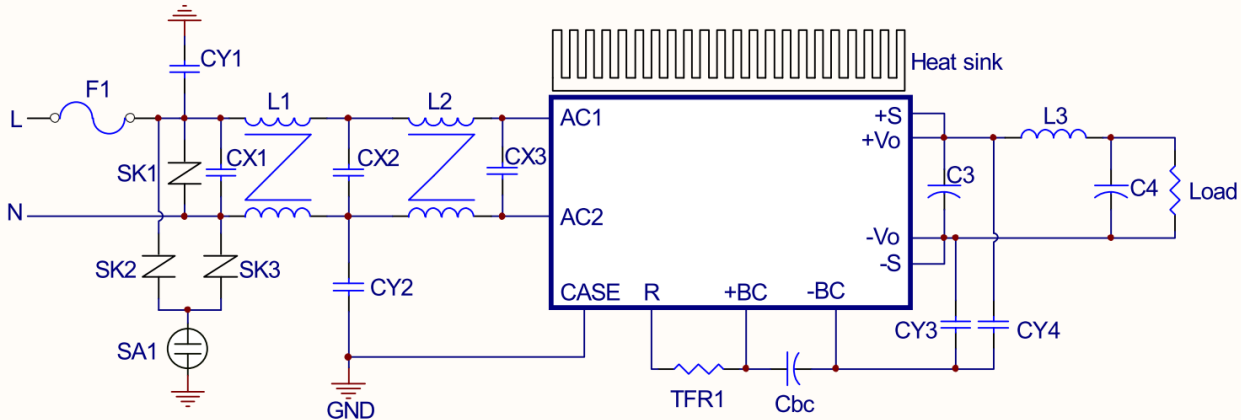 CY1
F1
L1
L2
Heat sink
L
AC1
+S
+Vo
L3
SK1
CX1
CX2
CX3
C3
C4
Load
N
AC2
-Vo
-S
SK2
SK3
CY2
CASE
R
+BC
-BC
CY3
CY4
SA1
TFR1
Cbc
GND